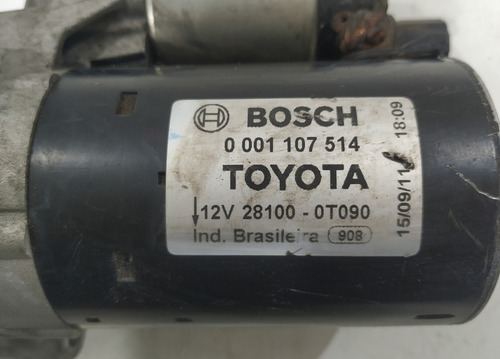 BOSCH
0 001 107 514
TOYOTA
12V 28100 - 0T090
Ind. Brasileira 908
15/09/11 18:09